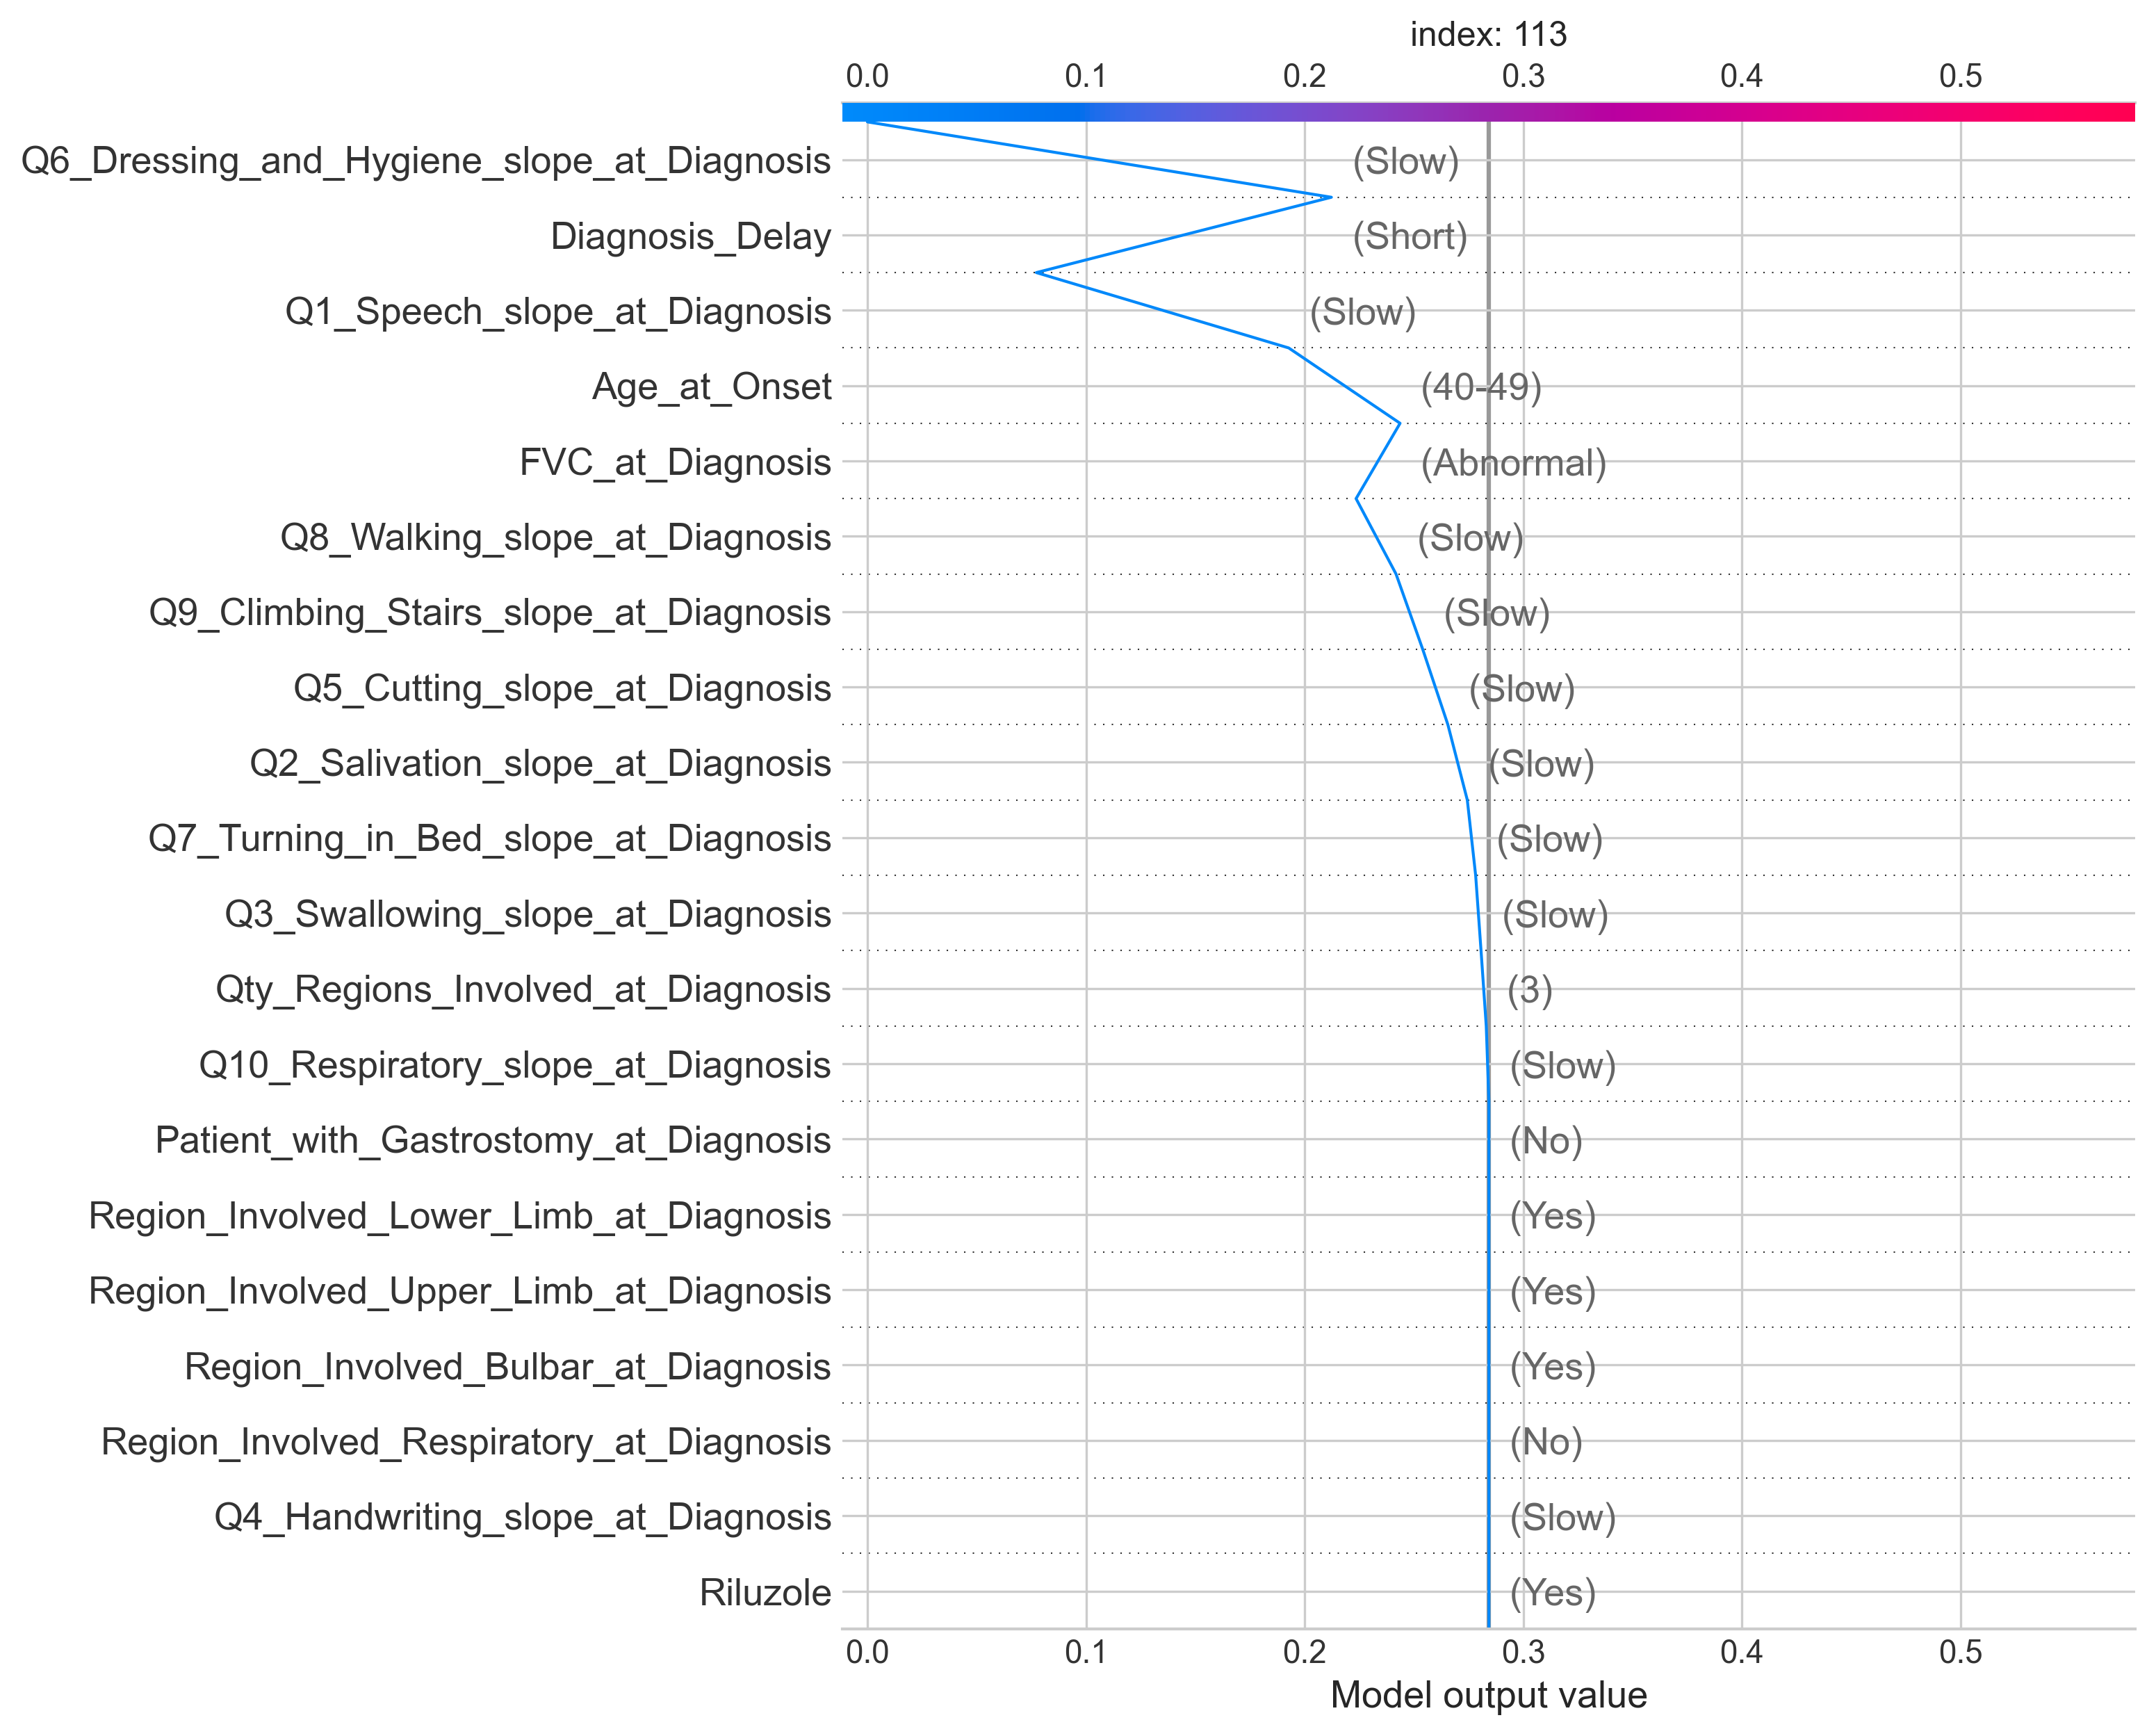 index: 113
0.0 0.1 0.2 0.3 0.4 0.5
Q6_Dressing_and_Hygiene_slope_at_Diagnosis (Slow)
Diagnosis_Delay (Short)
Q1_Speech_slope_at_Diagnosis (Slow)
Age_at_Onset (40-49)
FVC_at_Diagnosis (Abnormal)
Q8_Walking_slope_at_Diagnosis (Slow)
Q9_Climbing_Stairs_slope_at_Diagnosis (Slow)
Q5_Cutting_slope_at_Diagnosis (Slow)
Q2_Salivation_slope_at_Diagnosis (Slow)
Q7_Turning_in_Bed_slope_at_Diagnosis (Slow)
Q3_Swallowing_slope_at_Diagnosis (Slow)
Qty_Regions_Involved_at_Diagnosis (3)
Q10_Respiratory_slope_at_Diagnosis (Slow)
Patient_with_Gastrostomy_at_Diagnosis (No)
Region_Involved_Lower_Limb_at_Diagnosis (Yes)
Region_Involved_Upper_Limb_at_Diagnosis (Yes)
Region_Involved_Bulbar_at_Diagnosis (Yes)
Region_Involved_Respiratory_at_Diagnosis (No)
Q4_Handwriting_slope_at_Diagnosis (Slow)
Riluzole (Yes)
0.0 0.1 0.2 0.3 0.4 0.5
Model output value